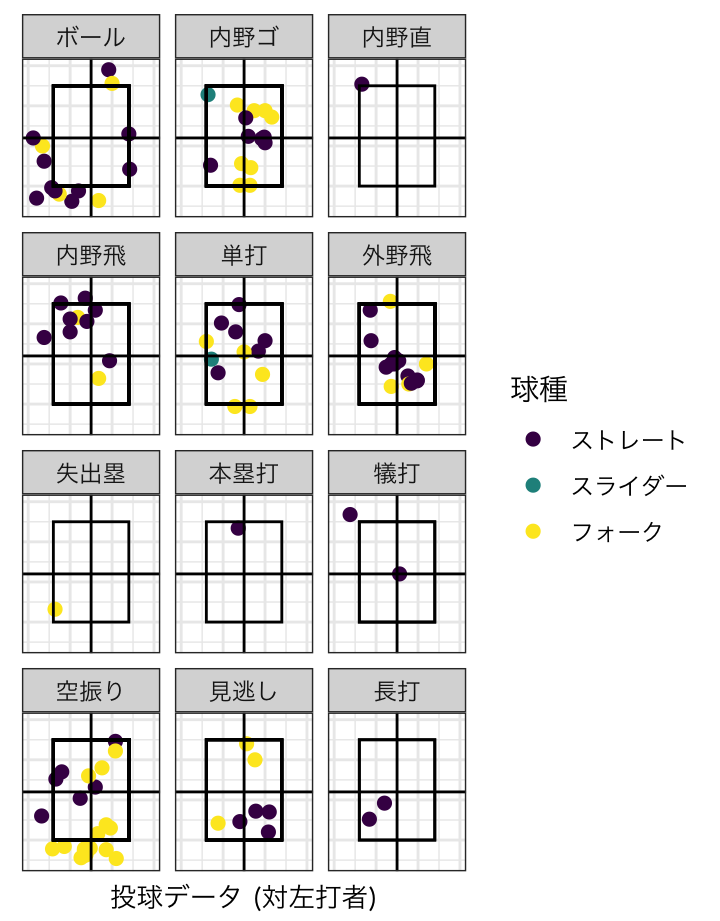 ボール
内野ゴ
内野直
内野飛
単打
外野飛
失出塁
本塁打
犠打
空振り
見逃し
長打
球種
ストレート
スライダー
フォーク
投球データ (対左打者)